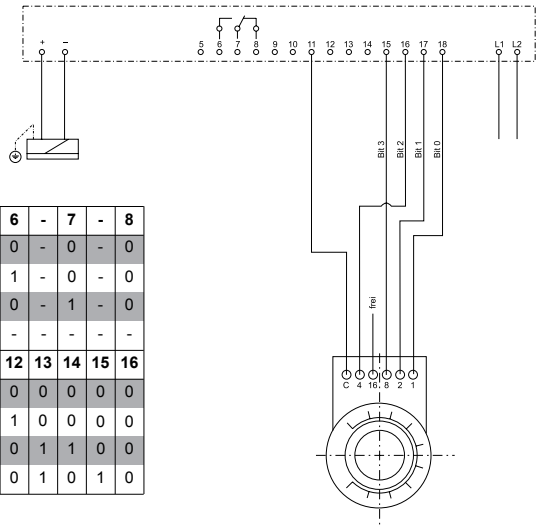 + –
5 6 7 8 9 10 11 12 13 14 15 16 17 18 L1 L2
Bit 3 Bit 2 Bit 1 Bit 0
6 - 7 - 8
0 - 0 - 0
1 - 0 - 0
0 - 1 - 0
- - - - -
12 13 14 15 16
0 0 0 0 0
1 0 0 0 0
0 1 1 0 0
0 1 0 1 0
frei
C 4 16 8 2 1